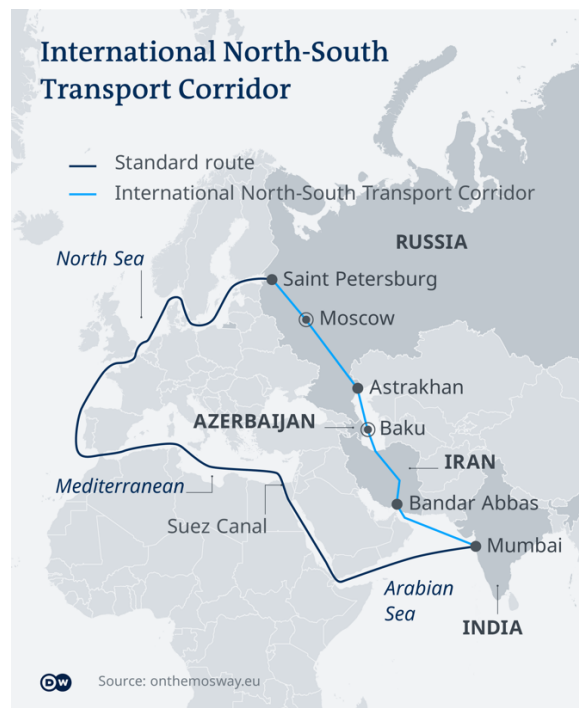 International North-South
Transport Corridor
Standard route
International North-South Transport Corridor
RUSSIA
North Sea
Saint Petersburg
Moscow
Astrakhan
AZERBAIJAN
Baku
IRAN
Mediterranean
Bandar Abbas
Suez Canal
Mumbai
Arabian
Sea
INDIA
DW
Source: onthemosway.eu